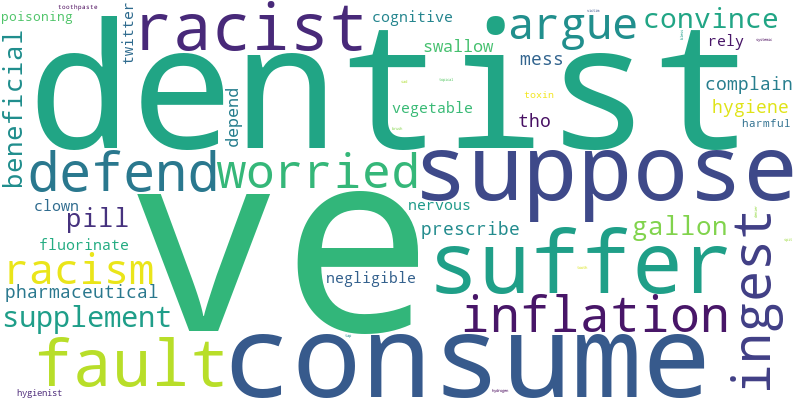 toothpaste
poisoning
twitter
racist
cognitive
argue
convince
swallow
rely
systemic
mess
dentist
beneficial
complain
depend
vegetable
toxin
hygiene
tho
harmful
defend
worried
suppose
clown
pill
nervous
prescribe
gallon
ingest
fluorinate
ve
suffer
racism
negligible
pharmaceutical
supplement
inflation
fault
consume
hygienist
hydrogen